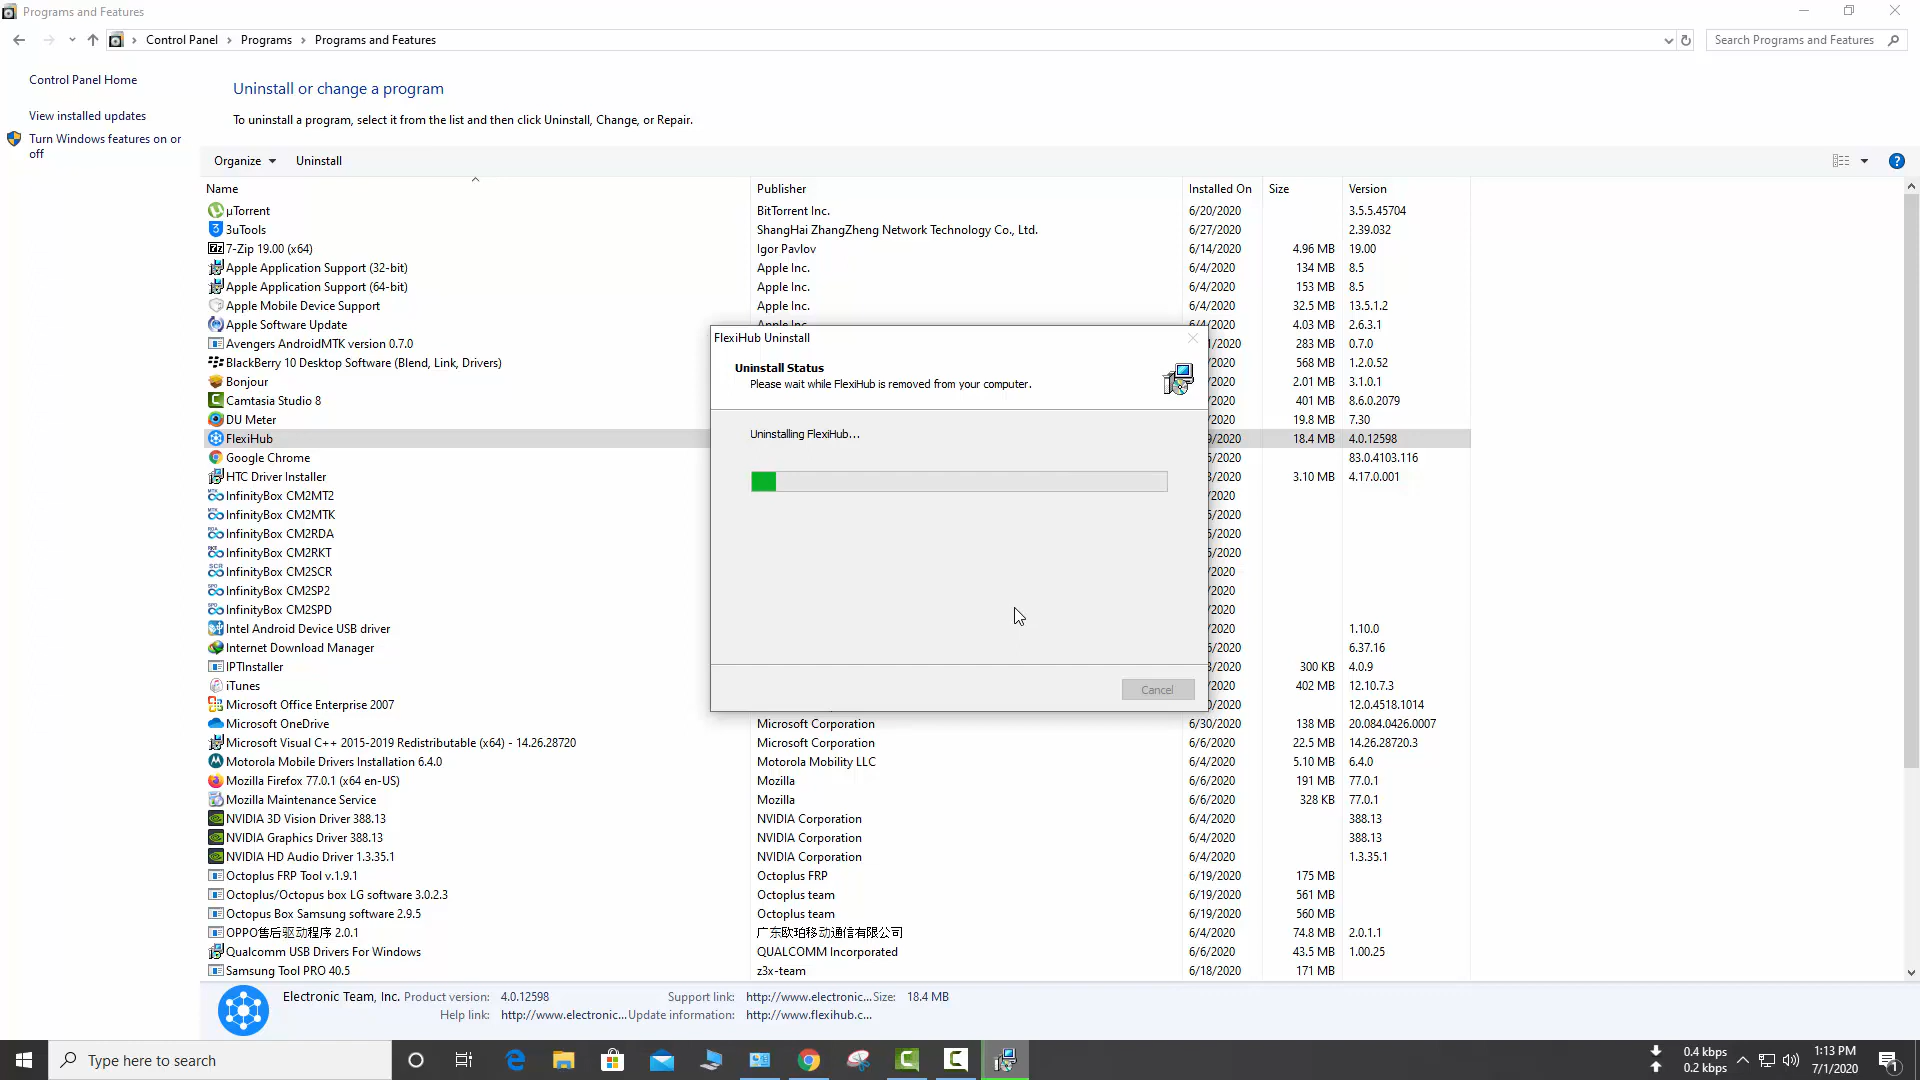 Programs and Features
Control Panel > Programs > Programs and Features
Search Programs and Features
Control Panel Home
View installed updates
Turn Windows features on or
off
Uninstall or change a program
To uninstall a program, select it from the list and then click Uninstall, Change, or Repair.
Organize Uninstall
Name Publisher Installed On Size Version
µTorrent BitTorrent Inc. 6/20/2020 3.5.5.45704
3uTools ShangHai ZhangZheng Network Technology Co., Ltd. 6/27/2020 2.39.032
7-Zip 19.00 (x64) Igor Pavlov 6/14/2020 4.96 MB 19.00
Apple Application Support (32-bit) Apple Inc. 6/4/2020 134 MB 8.5
Apple Application Support (64-bit) Apple Inc. 6/4/2020 153 MB 8.5
Apple Mobile Device Support Apple Inc. 6/4/2020 32.5 MB 13.5.1.2
Apple Software Update Apple Inc. 6/4/2020 4.03 MB 2.6.3.1
Avengers AndroidMTK version 0.7.0 283 MB 0.7.0
BlackBerry 10 Desktop Software (Blend, Link, Drivers) /2020 568 MB 1.2.0.52
Bonjour /2020 2.01 MB 3.1.0.1
Camtasia Studio 8 /2020 401 MB 8.6.0.2079
DU Meter /2020 19.8 MB 7.30
FlexiHub /2020 18.4 MB 4.0.12598
Google Chrome /2020 83.0.4103.116
HTC Driver Installer /2020 3.10 MB 4.17.0.001
InfinityBox CM2MT2 /2020
InfinityBox CM2MTK /2020
InfinityBox CM2RDA /2020
InfinityBox CM2RKT /2020
InfinityBox CM2SCR /2020
InfinityBox CM2SP2 /2020
InfinityBox CM2SPD /2020
Intel Android Device USB driver /2020 1.10.0
Internet Download Manager /2020 6.37.16
IPTInstaller /2020 300 KB 4.0.9
iTunes /2020 402 MB 12.10.7.3
Microsoft Office Enterprise 2007 /2020 12.0.4518.1014
Microsoft OneDrive Microsoft Corporation 6/30/2020 138 MB 20.084.0426.0007
Microsoft Visual C++ 2015-2019 Redistributable (x64) - 14.26.28720 Microsoft Corporation 6/6/2020 22.5 MB 14.26.28720.3
Motorola Mobile Drivers Installation 6.4.0 Motorola Mobility LLC 6/4/2020 5.10 MB 6.4.0
Mozilla Firefox 77.0.1 (x64 en-US) Mozilla 6/6/2020 191 MB 77.0.1
Mozilla Maintenance Service Mozilla 6/6/2020 328 KB 77.0.1
NVIDIA 3D Vision Driver 388.13 NVIDIA Corporation 6/4/2020 388.13
NVIDIA Graphics Driver 388.13 NVIDIA Corporation 6/4/2020 388.13
NVIDIA HD Audio Driver 1.3.35.1 NVIDIA Corporation 6/4/2020 1.3.35.1
Octoplus FRP Tool v.1.9.1 Octoplus FRP 6/19/2020 175 MB
Octoplus/Octopus box LG software 3.0.2.3 Octoplus team 6/19/2020 561 MB
Octopus Box Samsung software 2.9.5 Octoplus team 6/19/2020 560 MB
OPPO售后驱动程序 2.0.1 广东欧珀移动通信有限公司 6/4/2020 74.8 MB 2.0.1.1
Qualcomm USB Drivers For Windows QUALCOMM Incorporated 6/6/2020 43.5 MB 1.00.25
Samsung Tool PRO 40.5 z3x-team 6/18/2020 171 MB
FlexiHub Uninstall
Uninstall Status
Please wait while FlexiHub is removed from your computer.
Uninstalling FlexiHub...
Cancel
Electronic Team, Inc. Product version: 4.0.12598 Support link: http://www.electronic... Size: 18.4 MB
Help link: http://www.electronic... Update information: http://www.flexihub.c...
Type here to search
0.4 kbps
0.2 kbps
1:13 PM
7/1/2020
1